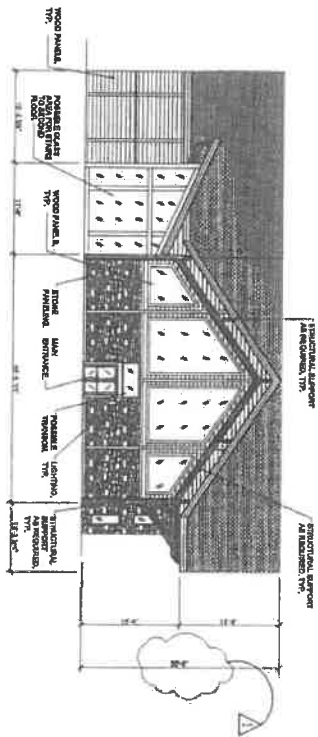 WOOD PANELS,
TYP.
POSSIBLE GLASS
AREA FOR STAIRS
TO SECOND
FLOOR
WOOD PANELS,
TYP.
STONE
PANELING
MAIN
ENTRANCE
POSSIBLE
TRANSOM
LIGHTING,
TYP.
STRUCTURAL
SUPPORT
AS REQUIRED,
TYP.
STRUCTURAL SUPPORT
AS REQUIRED, TYP.
STRUCTURAL SUPPORT
AS REQUIRED, TYP.